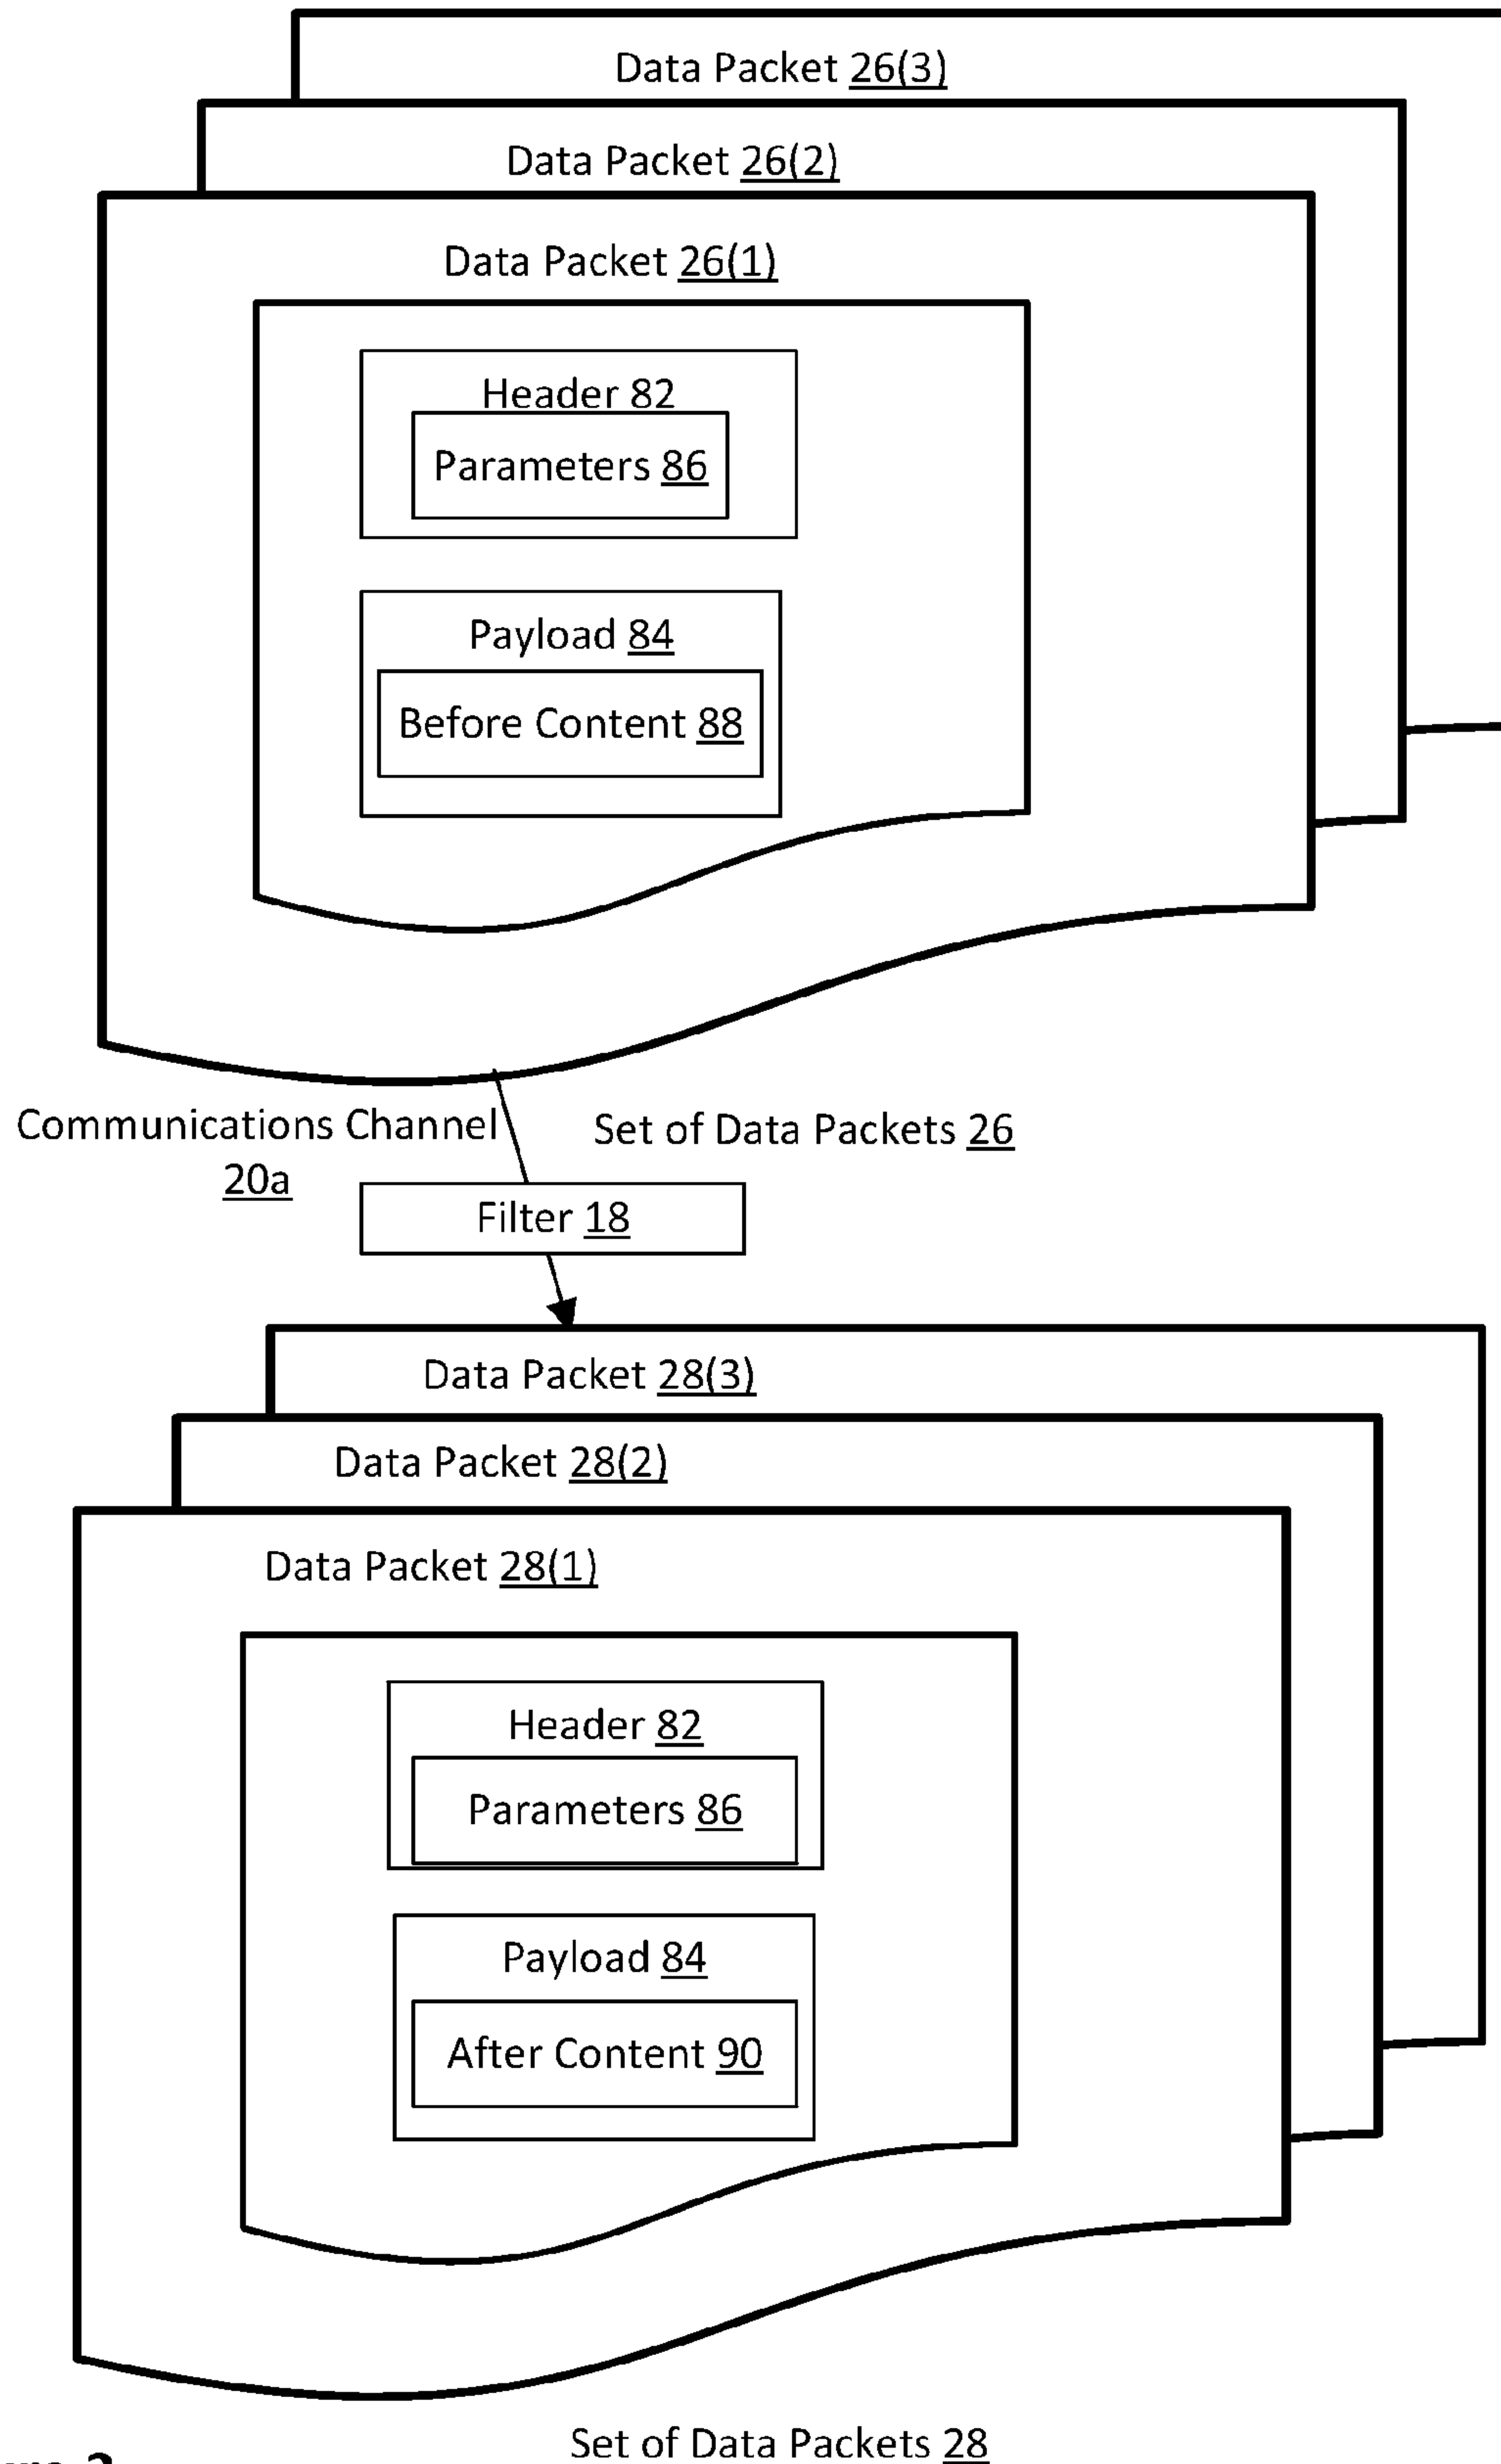 Data Packet 26(3)
Data Packet 26(2)
Data Packet 26(1)
Header 82
Parameters 86
Payload 84
Before Content 88
Communications Channel
20a
Set of Data Packets 26
Filter 18
Data Packet 28(3)
Data Packet 28(2)
Data Packet 28(1)
Header 82
Parameters 86
Payload 84
After Content 90
Set of Data Packets 28